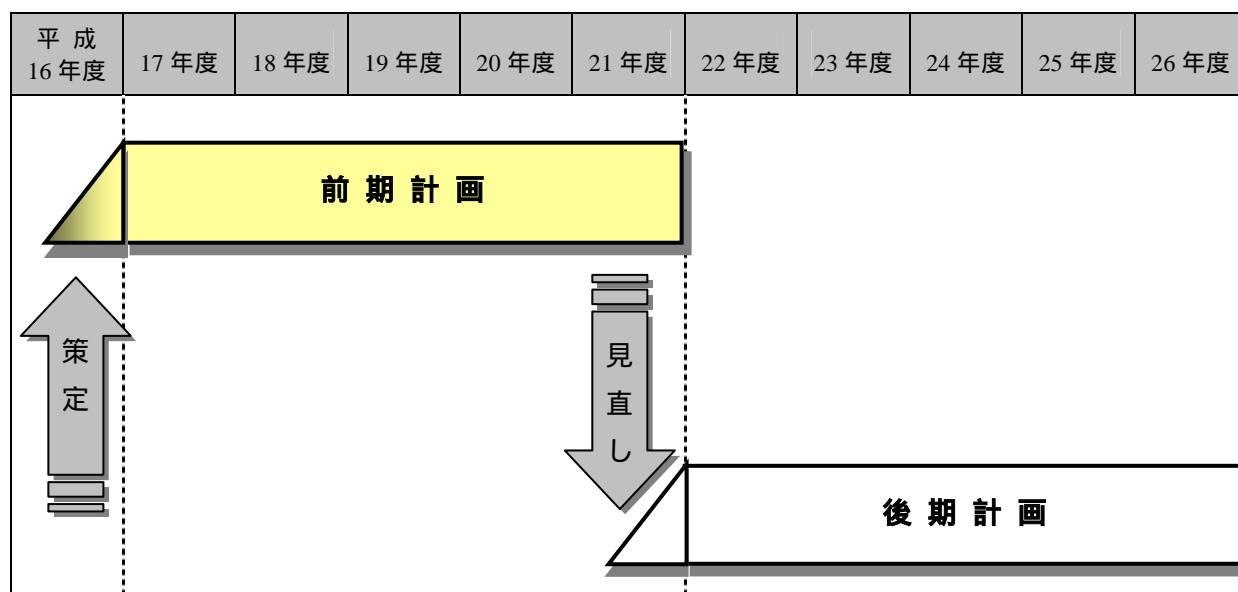 平 成
16 年度
17 年度
18 年度
19 年度
20 年度
21 年度
22 年度
23 年度
24 年度
25 年度
26 年度
前 期 計 画
策
定
見
直
し
後 期 計 画